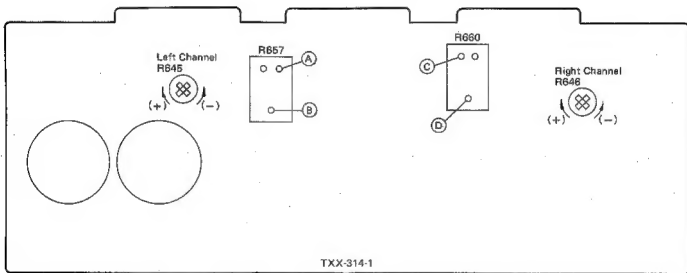 Left Channel
R645
(+)
(-)
R657
A
B
R660
C
D
Right Channel
R646
(+)
(-)
TXX-314-1